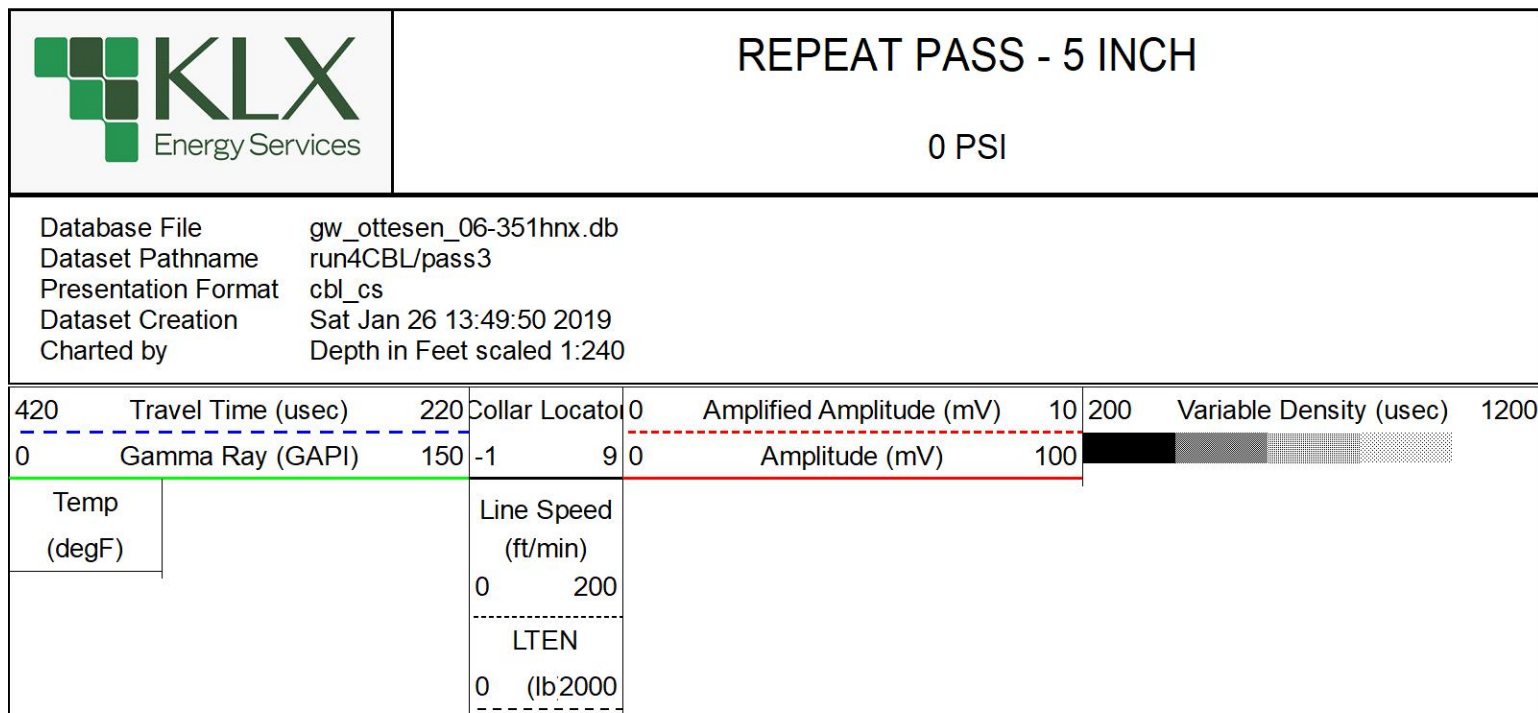 KLX
Energy Services
REPEAT PASS - 5 INCH
0 PSI
Database File gw_ottesen_06-351hnx.db
Dataset Pathname run4CBL/pass3
Presentation Format cbl_cs
Dataset Creation Sat Jan 26 13:49:50 2019
Charted by Depth in Feet scaled 1:240
420 Travel Time (usec) 220 Collar Locator 0 Amplified Amplitude (mV) 10 200 Variable Density (usec) 1200
0 Gamma Ray (GAPI) 150 -1 9 0 Amplitude (mV) 100
Temp
(degF)
Line Speed
(ft/min)
0 200
LTEN
0 (lb 2000